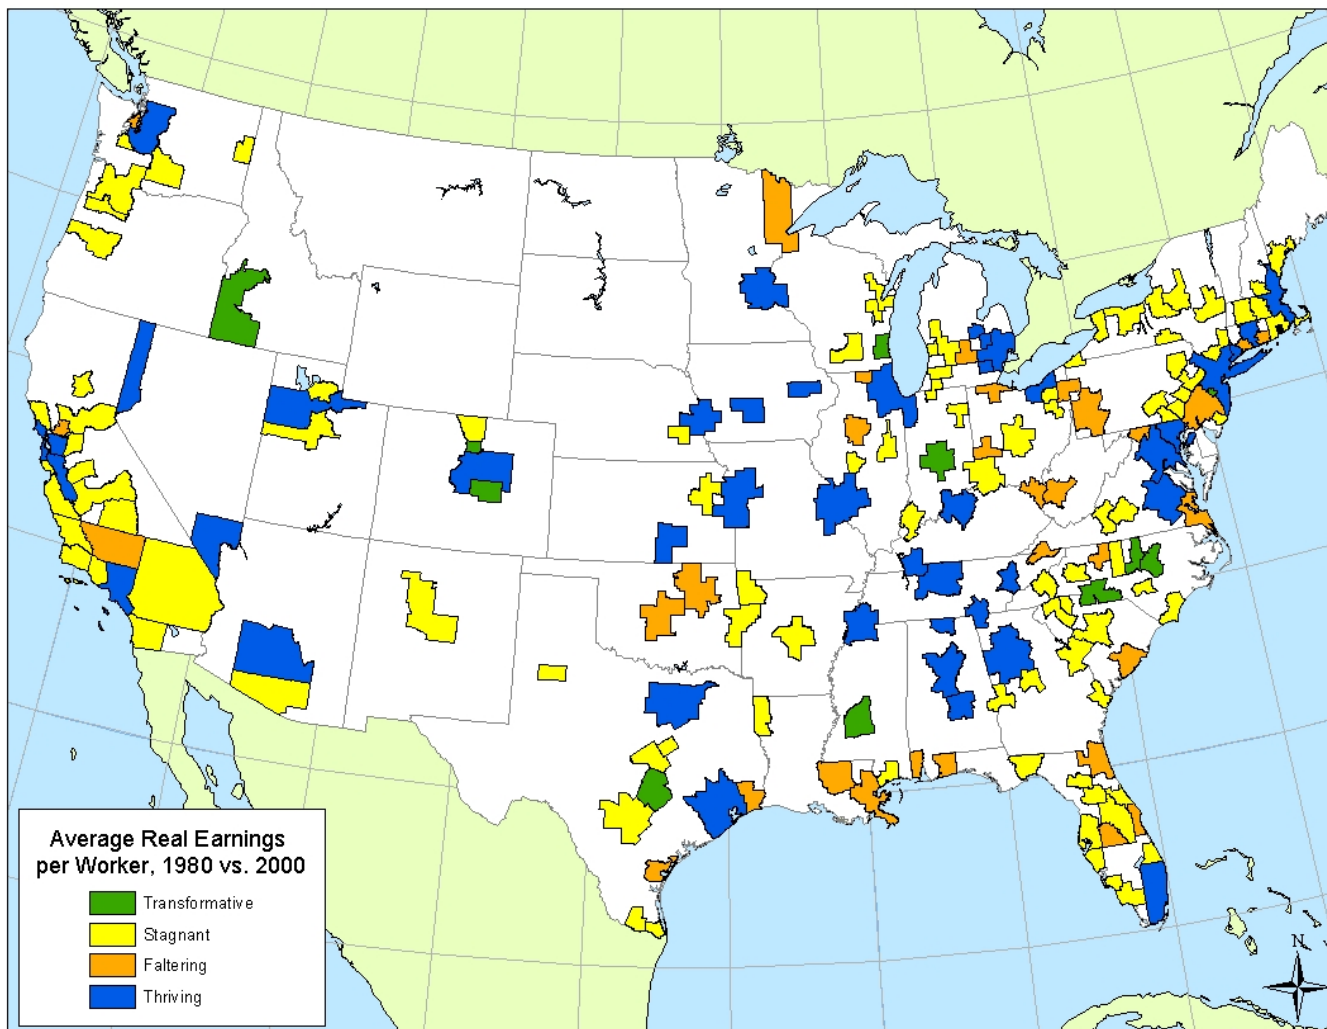 Average Real Earnings
per Worker, 1980 vs. 2000
Transformative
Stagnant
Faltering
Thriving
N